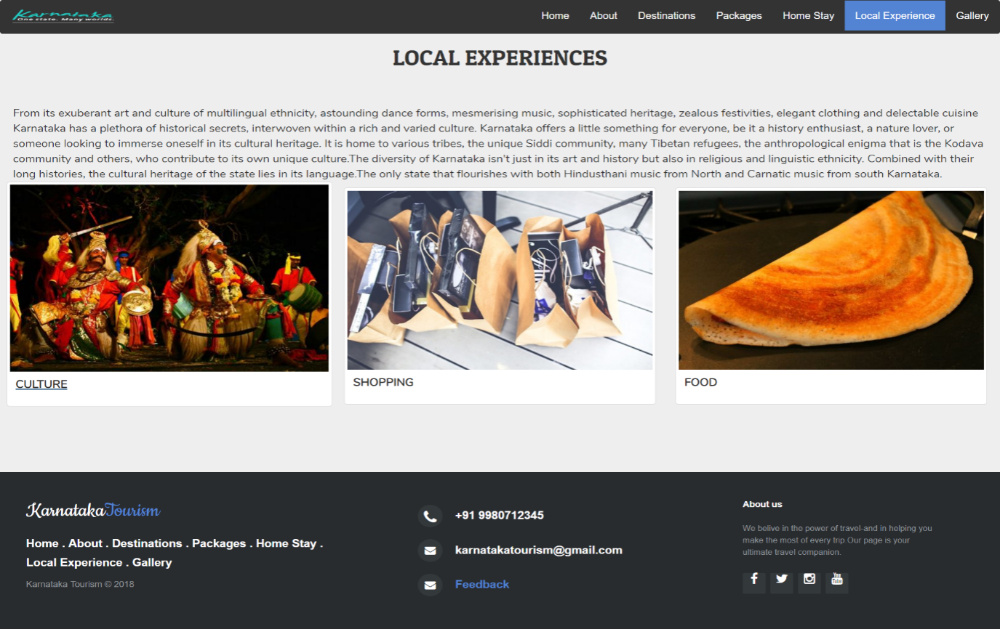 Karnataka
One state. Many worlds.
Home About Destinations Packages Home Stay Local Experience Gallery
LOCAL EXPERIENCES
From its exuberant art and culture of multilingual ethnicity, astounding dance forms, mesmerising music, sophisticated heritage, zealous festivities, elegant clothing and delectable cuisine
Karnataka has a plethora of historical secrets, interwoven within a rich and varied culture. Karnataka offers a little something for everyone, be it a history enthusiast, a nature lover, or
someone looking to immerse oneself in its cultural heritage. It is home to various tribes, the unique Siddi community, many Tibetan refugees, the anthropological enigma that is the Kodava
community and others, who contribute to its own unique culture.The diversity of Karnataka isn't just in its art and history but also in religious and linguistic ethnicity. Combined with their
long histories, the cultural heritage of the state lies in its language.The only state that flourishes with both Hindusthani music from North and Carnatic music from south Karnataka.
CULTURE
SHOPPING
FOOD
KarnatakaTourism
Home . About . Destinations . Packages . Home Stay .
Local Experience . Gallery
Karnataka Tourism © 2018
+91 9980712345
karnatakatourism@gmail.com
Feedback
About us
We belive in the power of travel-and in helping you
make the most of every trip.Our page is your
ultimate travel companion.
You
Tube